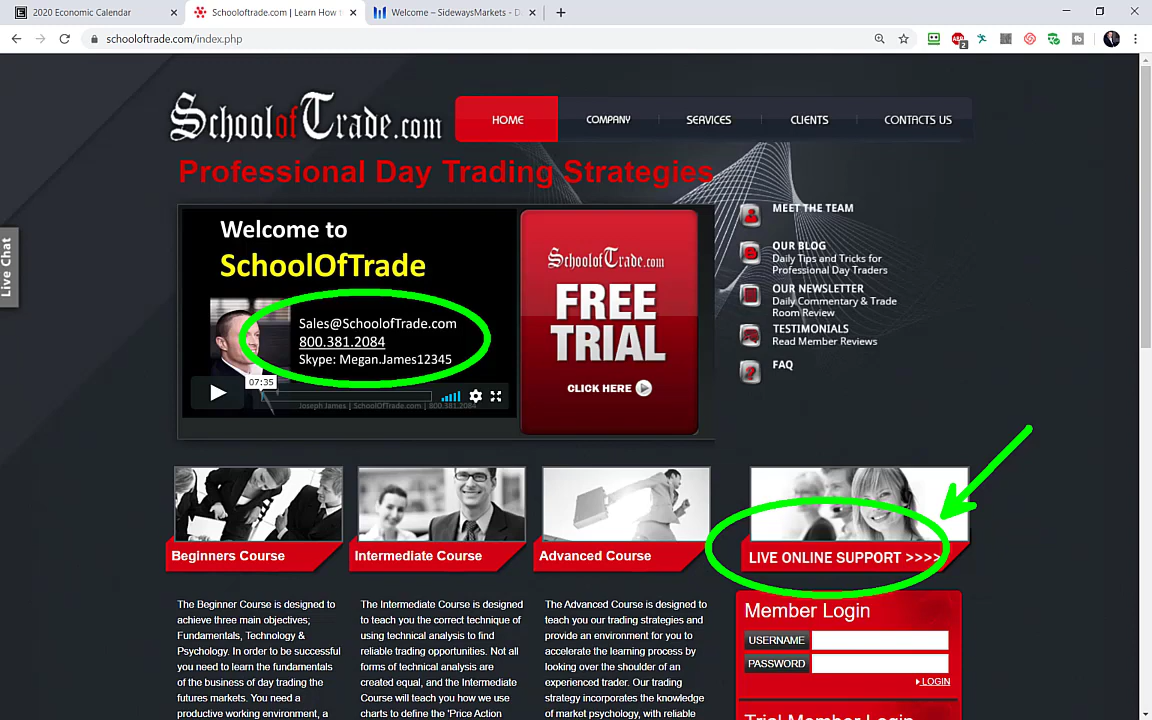 2020 Economic Calendar
Schooloftrade.com | Learn How t
Welcome – SidewaysMarkets - D
schooloftrade.com/index.php
2
SchoolofTrade.com
HOME
COMPANY
SERVICES
CLIENTS
CONTACTS US
Professional Day Trading Strategies
Live Chat
Welcome to
SchoolOfTrade
Sales@SchoolofTrade.com
800.381.2084
Skype: Megan.James12345
07:35
Joseph James | SchoolOfTrade.com | 800.381.2084
SchoolofTrade.com
FREE
TRIAL
CLICK HERE
MEET THE TEAM
OUR BLOG
Daily Tips and Tricks for
Professional Day Traders
OUR NEWSLETTER
Daily Commentary & Trade
Room Review
TESTIMONIALS
Read Member Reviews
FAQ
Beginners Course
Intermediate Course
Advanced Course
LIVE ONLINE SUPPORT >>>>
The Beginner Course is designed to
achieve three main objectives;
Fundamentals, Technology &
Psychology. In order to be successful
you need to learn the fundamentals
of the business of day trading the
futures markets. You need a
productive working environment, a
The Intermediate Course is designed
to teach you the correct technique of
using technical analysis to find
reliable trading opportunities. Not all
forms of technical analysis are
created equal, and the Intermediate
Course will teach you how we use
charts to define the 'Price Action
The Advanced Course is designed to
teach you our trading strategies and
provide an environment for you to
accelerate the learning process by
looking over the shoulder of an
experienced trader. Our trading
strategy incorporates the knowledge
of market psychology, with reliable
Member Login
USERNAME
PASSWORD
LOGIN
Trial Member Login